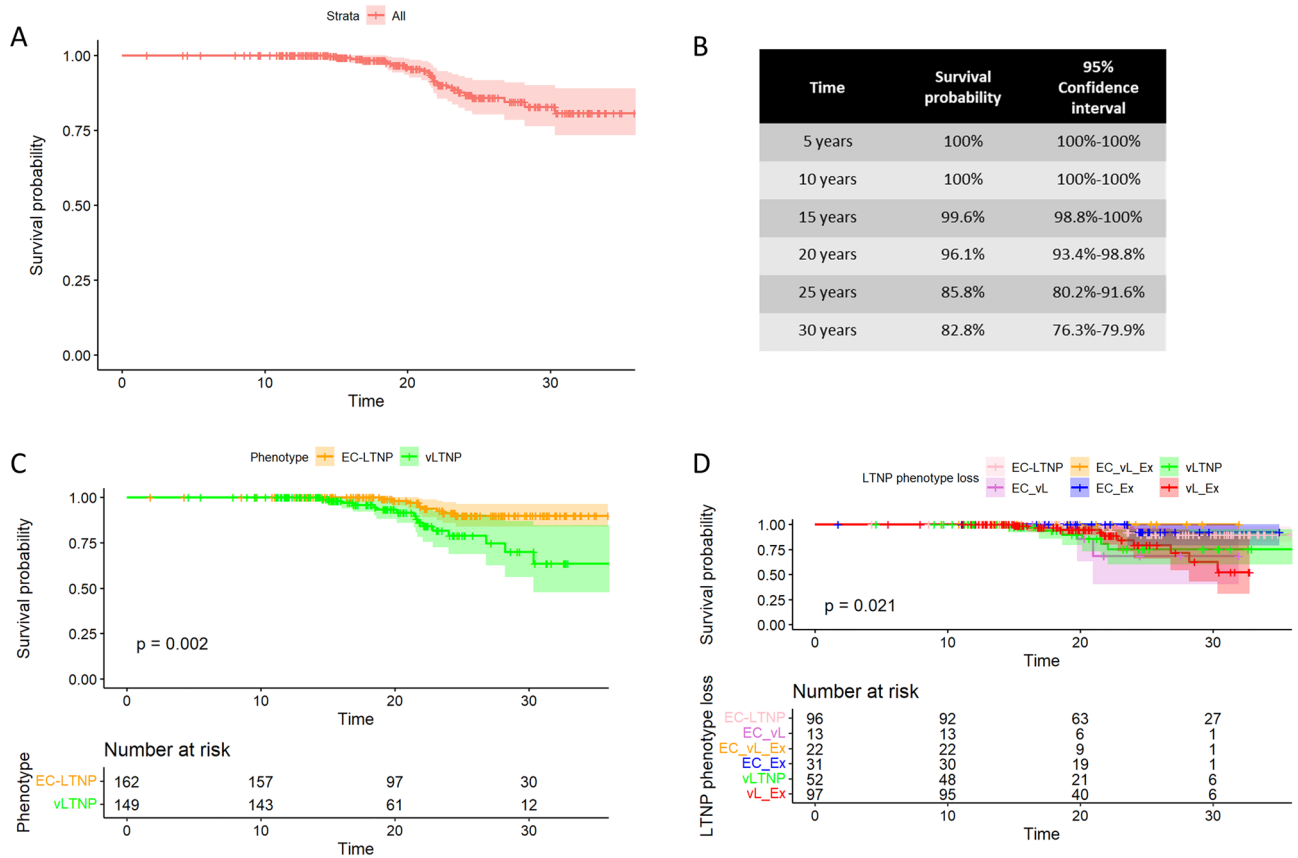 A
Strata All
1.00
0.75
0.50
0.25
0.00
Survival probability
0 10 20 30
Time
B
Time Survival probability 95% Confidence interval
5 years 100% 100%-100%
10 years 100% 100%-100%
15 years 99.6% 98.8%-100%
20 years 96.1% 93.4%-98.8%
25 years 85.8% 80.2%-91.6%
30 years 82.8% 76.3%-79.9%
C
Phenotype EC-LTNP vLTNP
1.00
0.75
0.50
0.25
0.00
Survival probability
p = 0.002
0 10 20 30
Time
Number at risk
Phenotype
EC-LTNP 162 157 97 30
vLTNP 149 143 61 12
0 10 20 30
Time
D
LTNP phenotype loss
EC-LTNP EC_vL_Ex vLTNP
EC_vL EC_Ex vL_Ex
1.00
0.75
0.50
0.25
0.00
Survival probability
p = 0.021
0 10 20 30
Time
Number at risk
LTNP phenotype loss
EC-LTNP 96 92 63 27
EC_vL 13 13 6 1
EC_vL_Ex 22 22 9 1
EC_Ex 31 30 19 1
vLTNP 52 48 21 6
vL_Ex 97 95 40 6
0 10 20 30
Time